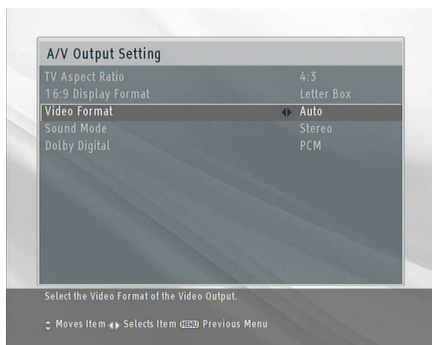 A/V Output Setting
TV Aspect Ratio 4:3
16:9 Display Format Letter Box
Video Format Auto
Sound Mode Stereo
Dolby Digital PCM
Select the Video Format of the Video Output.
Moves Item Selects Item MENU Previous Menu